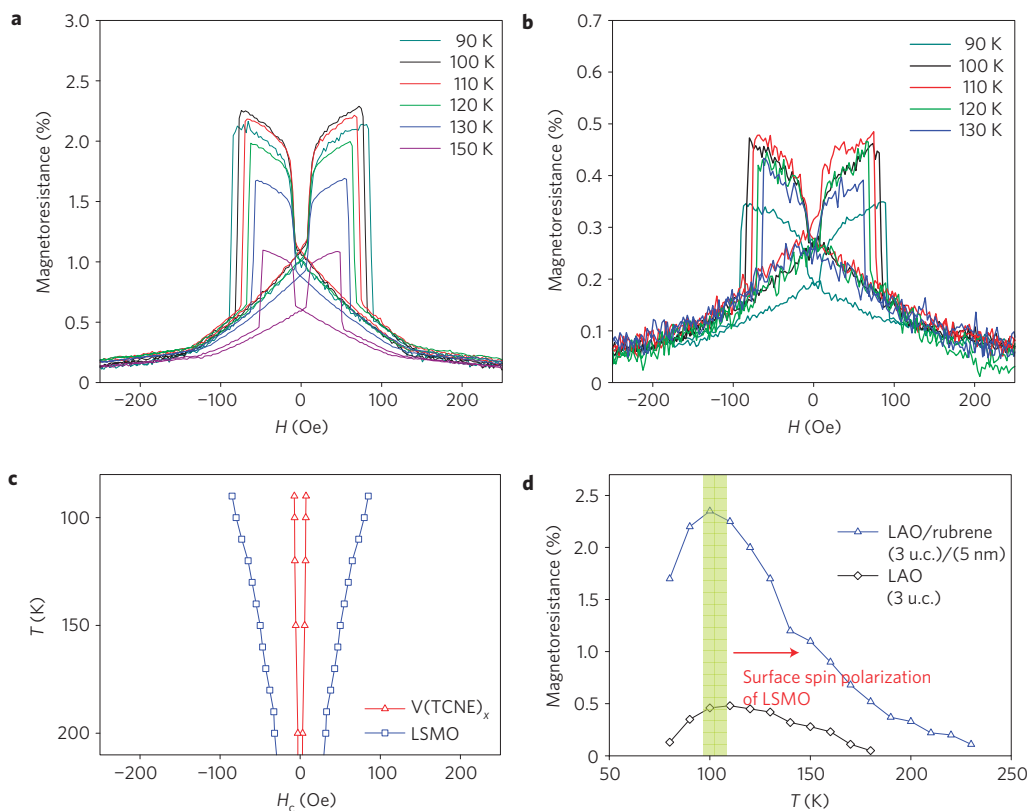 a
3.0
2.5
2.0
1.5
1.0
0.5
0
Magnetoresistance (%)
90 K
100 K
110 K
120 K
130 K
150 K
−200
−100
0
100
200
H (Oe)
b
0.7
0.6
0.5
0.4
0.3
0.2
0.1
0
Magnetoresistance (%)
90 K
100 K
110 K
120 K
130 K
−200
−100
0
100
200
H (Oe)
c
100
150
200
T (K)
V(TCNE)x
LSMO
−200
−100
0
100
200
Hc (Oe)
d
2.5
2.0
1.5
1.0
0.5
0
Magnetoresistance (%)
LAO/rubrene
(3 u.c.)/(5 nm)
LAO
(3 u.c.)
Surface spin polarization
of LSMO
50
100
150
200
250
T (K)